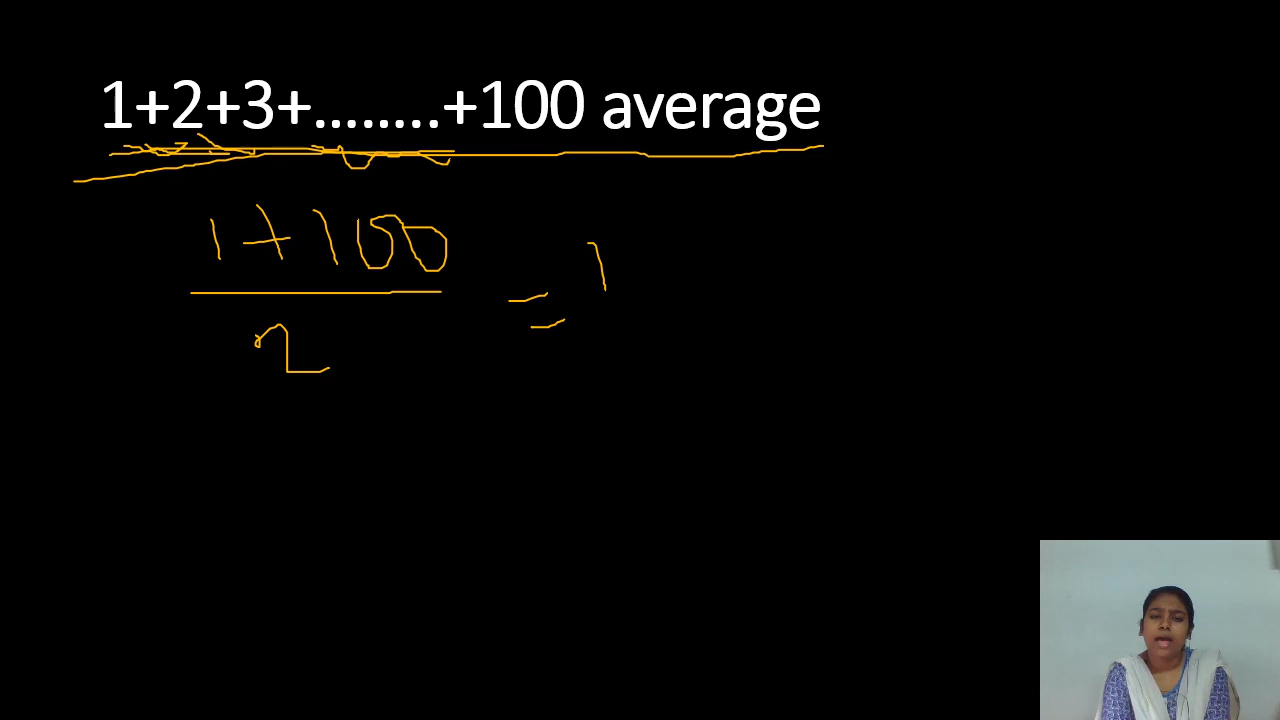 1+2+3+........+100 average
1+100
2
= 1